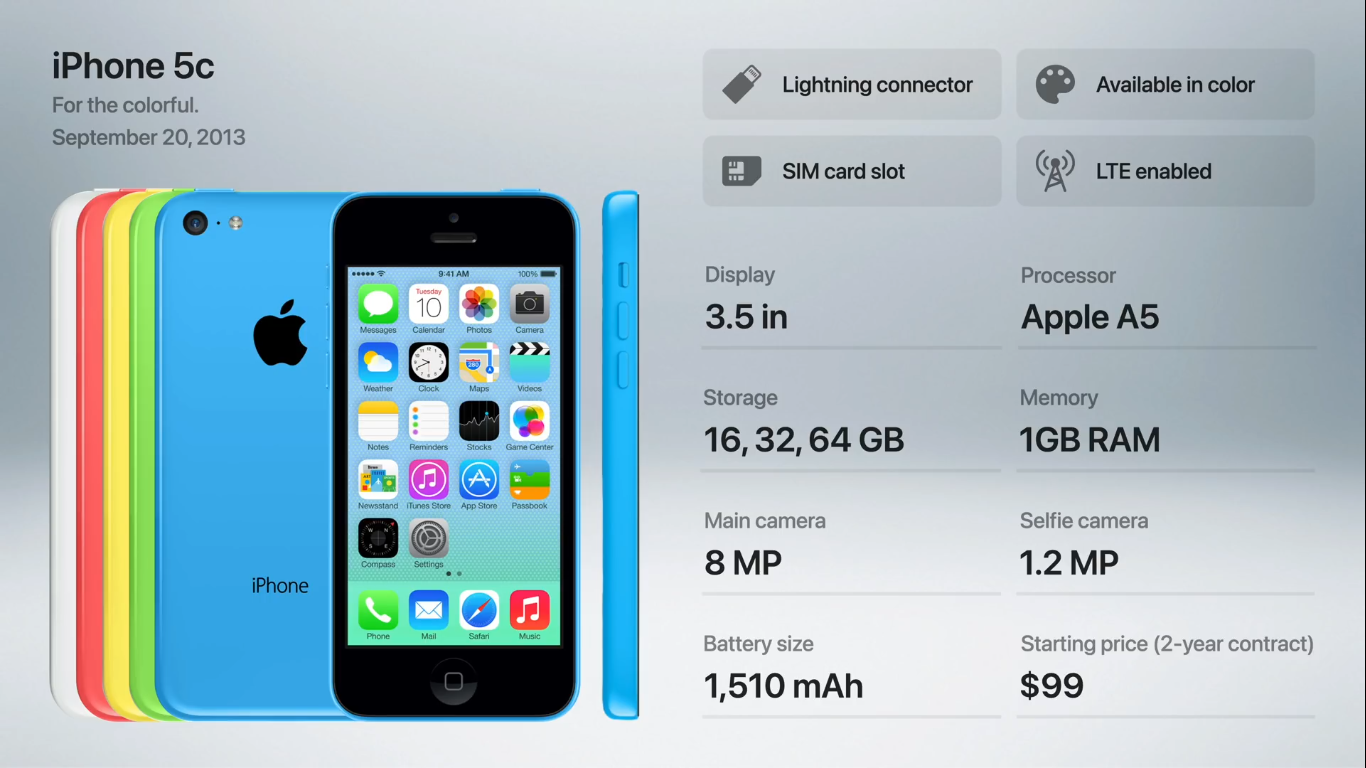 iPhone 5c
For the colorful.
September 20, 2013
Lightning connector
Available in color
SIM card slot
LTE enabled
9:41 AM
100%
Tuesday
10
Messages
Calendar
Photos
Camera
280
Weather
Clock
Maps
Videos
Notes
Reminders
Stocks
Game Center
News
Newsstand
iTunes Store
App Store
Passbook
Compass
Settings
Phone
Mail
Safari
Music
iPhone
Display
3.5 in
Processor
Apple A5
Storage
16, 32, 64 GB
Memory
1GB RAM
Main camera
8 MP
Selfie camera
1.2 MP
Battery size
1,510 mAh
Starting price (2-year contract)
$99